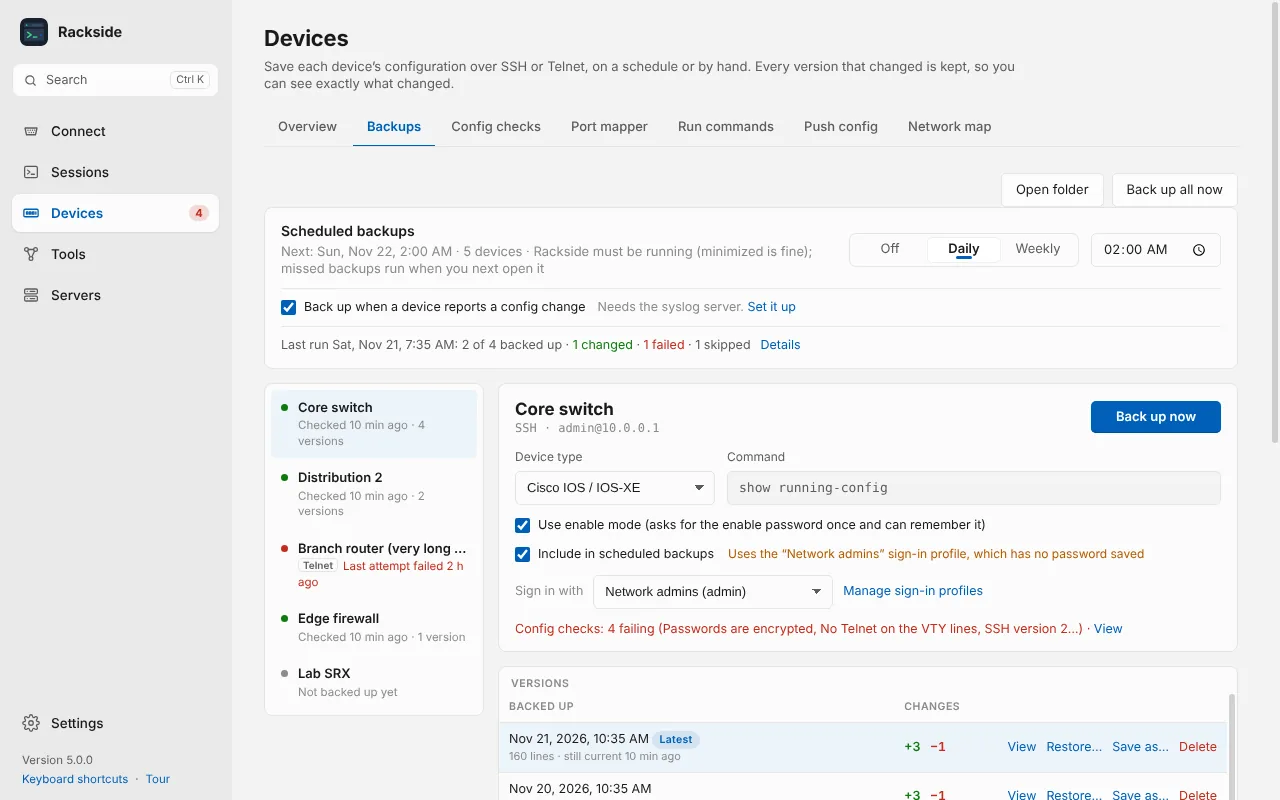 Rackside
Search Ctrl K
Connect
Sessions
Devices 4
Tools
Servers
Settings
Version 5.0.0
Keyboard shortcuts · Tour
Devices
Save each device's configuration over SSH or Telnet, on a schedule or by hand. Every version that changed is kept, so you
can see exactly what changed.
Overview Backups Config checks Port mapper Run commands Push config Network map
Open folder Back up all now
Scheduled backups
Next: Sun, Nov 22, 2:00 AM · 5 devices · Rackside must be running (minimized is fine);
missed backups run when you next open it
Off Daily Weekly 02:00 AM
Back up when a device reports a config change Needs the syslog server. Set it up
Last run Sat, Nov 21, 7:35 AM: 2 of 4 backed up · 1 changed · 1 failed · 1 skipped Details
Core switch
Checked 10 min ago · 4
versions
Distribution 2
Checked 10 min ago · 2
versions
Branch router (very long ...
Telnet Last attempt failed 2 h
ago
Edge firewall
Checked 10 min ago · 1 version
Lab SRX
Not backed up yet
Core switch
SSH · admin@10.0.0.1
Back up now
Device type Command
Cisco IOS / IOS-XE show running-config
Use enable mode (asks for the enable password once and can remember it)
Include in scheduled backups Uses the “Network admins” sign-in profile, which has no password saved
Sign in with Network admins (admin) Manage sign-in profiles
Config checks: 4 failing (Passwords are encrypted, No Telnet on the VTY lines, SSH version 2...) · View
VERSIONS
BACKED UP CHANGES
Nov 21, 2026, 10:35 AM Latest
160 lines · still current 10 min ago
+3 −1 View Restore... Save as... Delete
Nov 20, 2026, 10:35 AM
+3 −1 View Restore... Save as... Delete